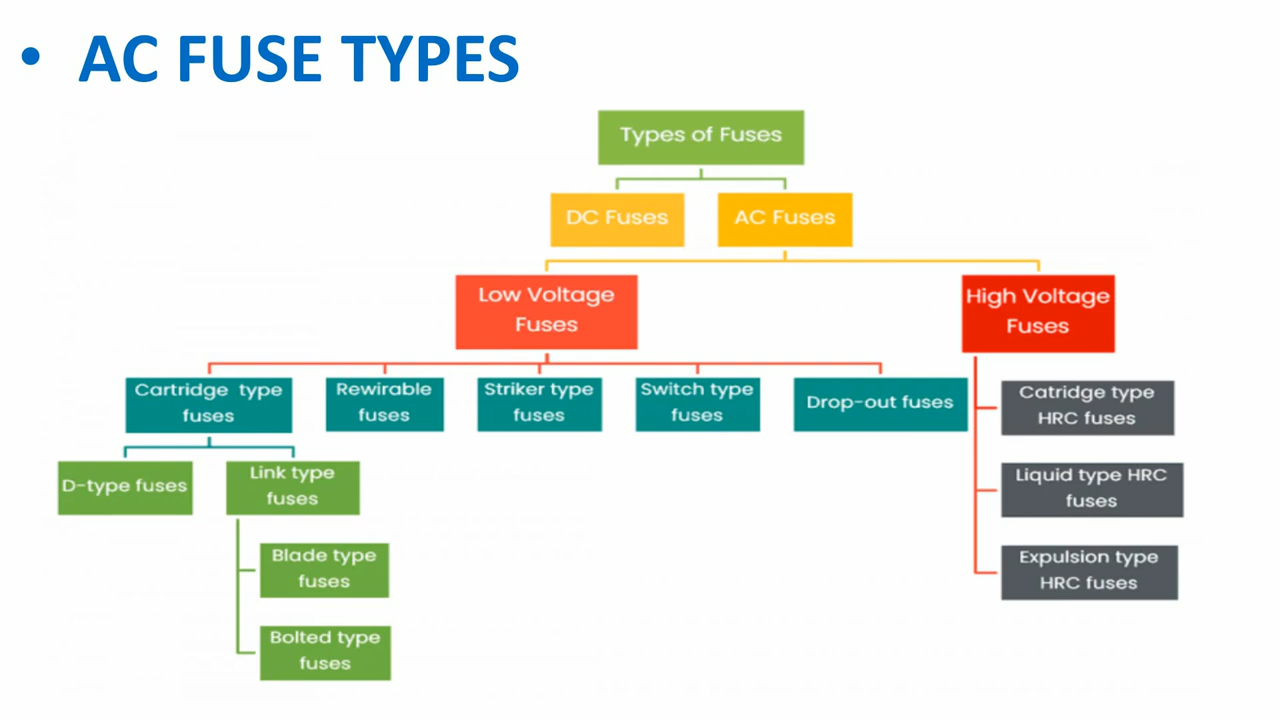 • AC FUSE TYPES
Types of Fuses
DC Fuses
AC Fuses
Low Voltage
Fuses
High Voltage
Fuses
Cartridge type
fuses
Rewirable
fuses
Striker type
fuses
Switch type
fuses
Drop-out fuses
Catridge type
HRC fuses
D-type fuses
Link type
fuses
Liquid type HRC
fuses
Blade type
fuses
Expulsion type
HRC fuses
Bolted type
fuses